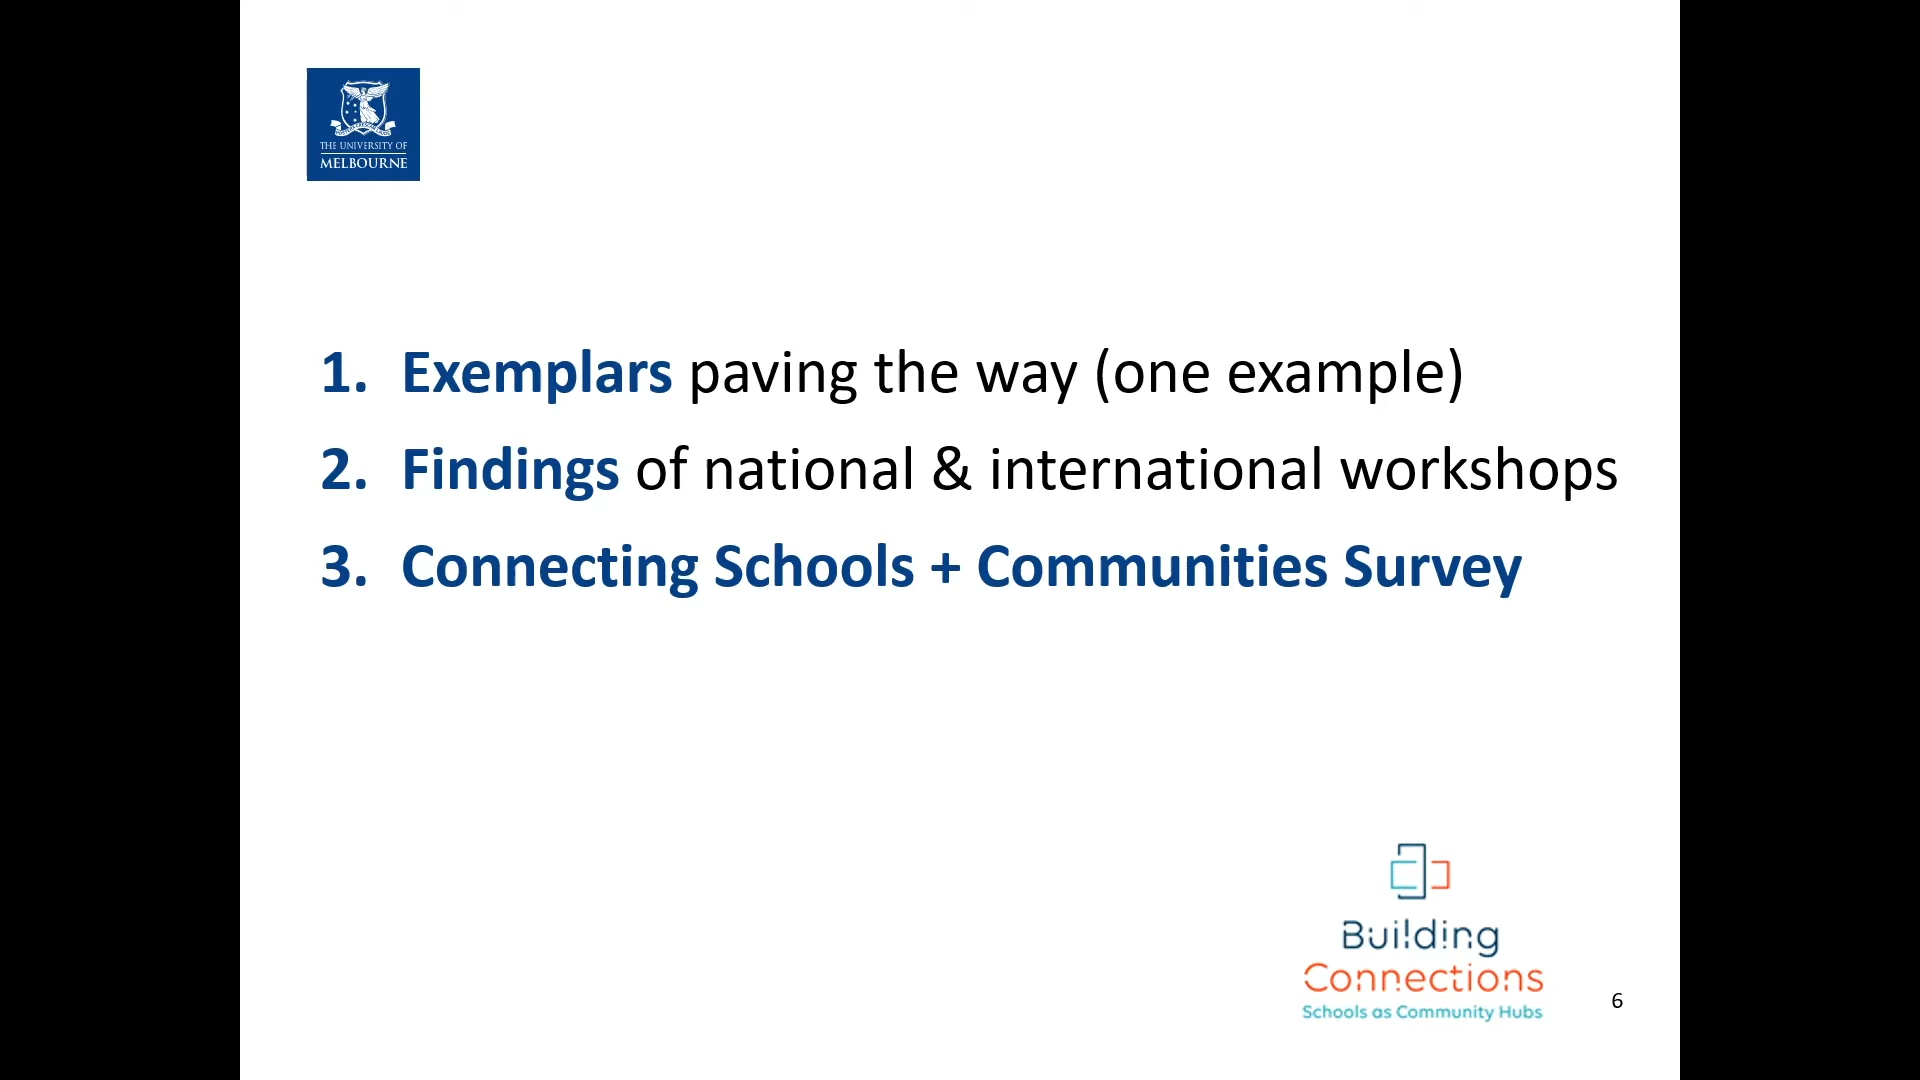 THE UNIVERSITY OF
MELBOURNE
1. Exemplars paving the way (one example)
2. Findings of national & international workshops
3. Connecting Schools + Communities Survey
Building
Connections
Schools as Community Hubs
6